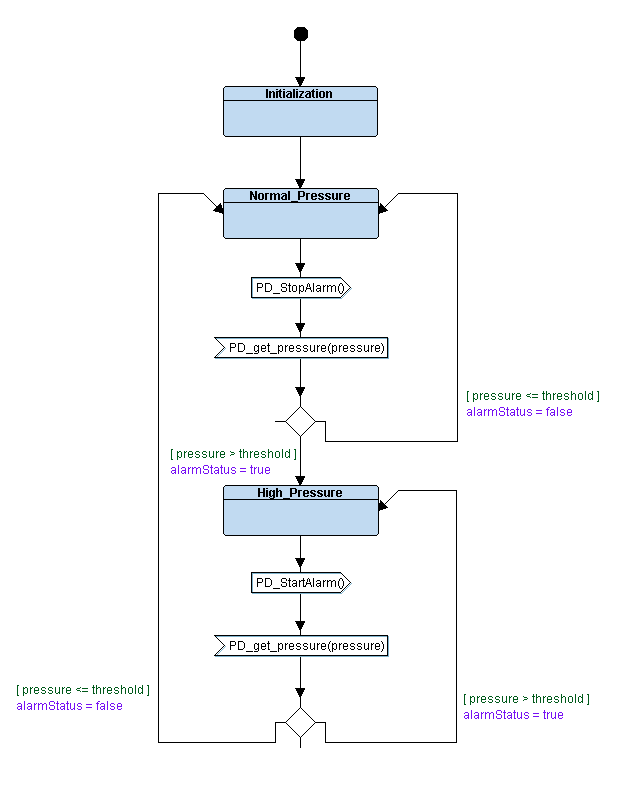 Initialization
Normal_Pressure
PD_StopAlarm()
PD_get_pressure(pressure)
[ pressure <= threshold ]
alarmStatus = false
[ pressure > threshold ]
alarmStatus = true
High_Pressure
PD_StartAlarm()
PD_get_pressure(pressure)
[ pressure <= threshold ]
alarmStatus = false
[ pressure > threshold ]
alarmStatus = true